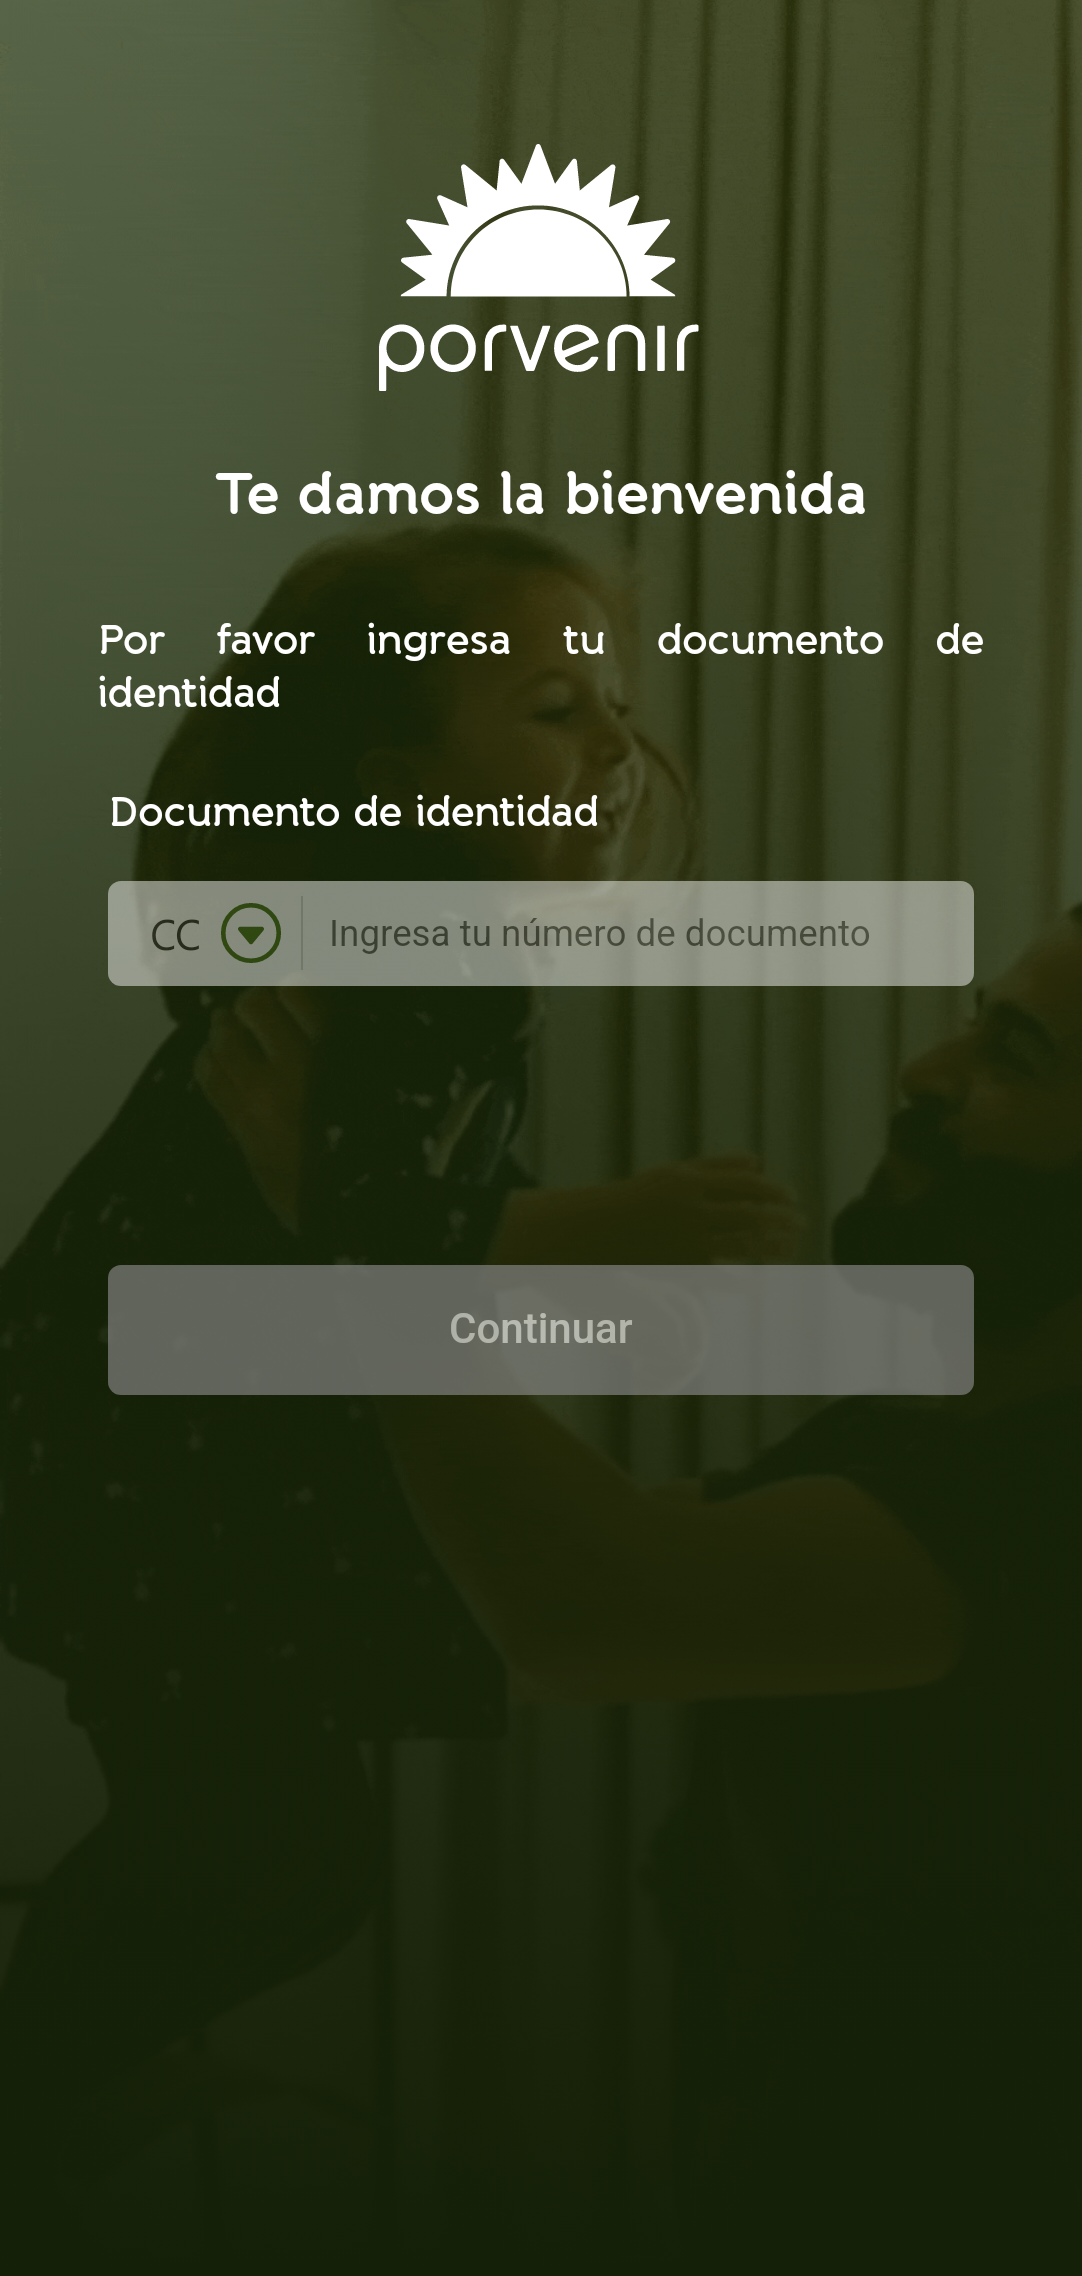 porvenir
Te damos la bienvenida
Por favor ingresa tu documento de
identidad
Documento de identidad
CC Ingresa tu número de documento
Continuar